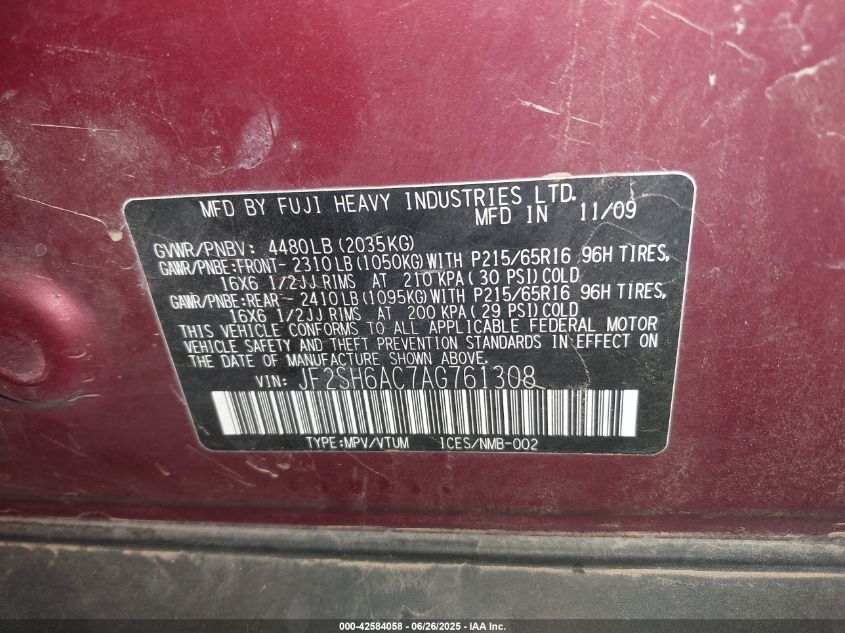 MFD BY FUJI HEAVY INDUSTRIES LTD.
MFD IN 11/09
GVWR/PNBV: 4480LB(2035KG)
GAWR/PNBE:FRONT- 2310LB(1050KG)WITH P215/65R16 96H TIRES,
16X6 1/2JJ RIMS AT 210 KPA(30 PSI)COLD
GAWR/PNBE:REAR - 2410LB(1095KG)WITH P215/65R16 96H TIRES,
16X6 1/2JJ RIMS AT 200 KPA(29 PSI)COLD
THIS VEHICLE CONFORMS TO ALL APPLICABLE FEDERAL MOTOR
VEHICLE SAFETY AND THEFT PREVENTION STANDARDS IN EFFECT ON
THE DATE OF MANUFACTURE SHOWN ABOVE.
VIN: JF2SH6AC7AG761308
TYPE:MPV/VTUM ICES/NMB-002
000-42584058 | 06/26/2025 - IAA Inc.